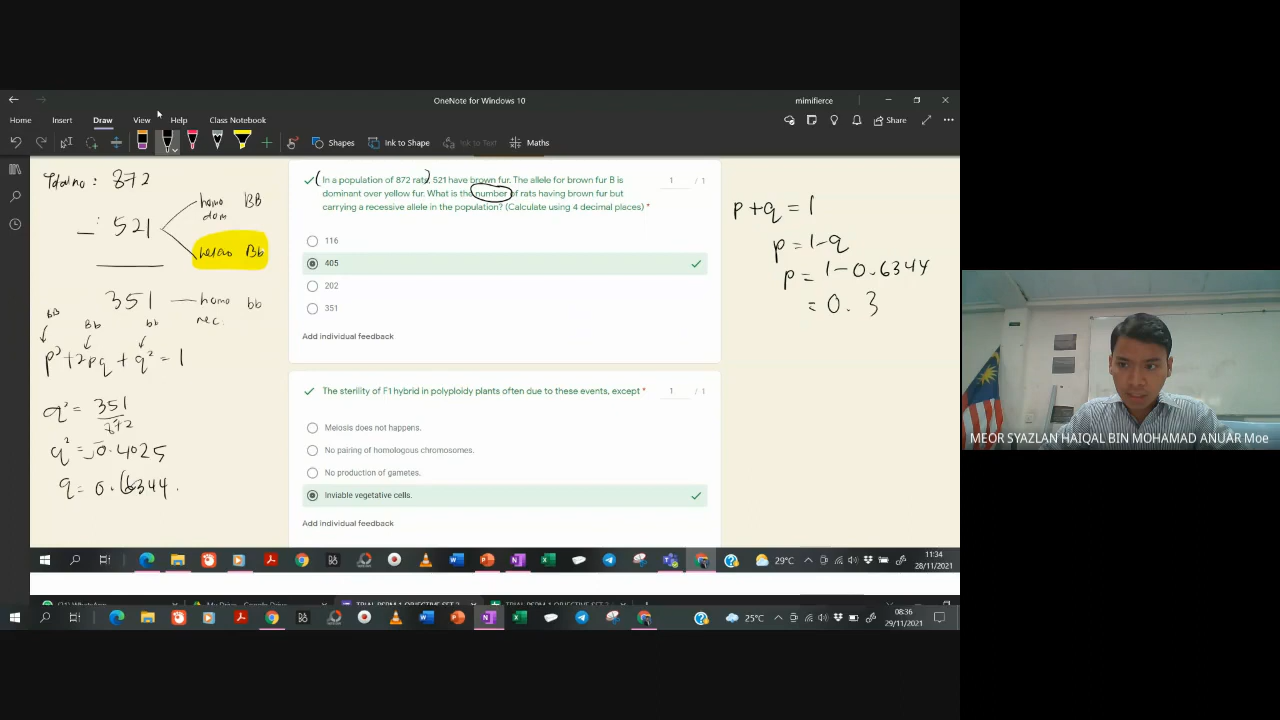 OneNote for Windows 10
mimifierce
Home Insert Draw View Help Class Notebook
Share
Shapes Ink to Shape Ink to Text Maths
Total no : 872
- 521
homo dom BB
hetero Bb
351 — homo rec. bb
BB Bb bb
p² + 2pq + q² = 1
q² = 351
872
q² = √0.4025
q = 0.6344
In a population of 872 rats, 521 have brown fur. The allele for brown fur B is
dominant over yellow fur. What is the number of rats having brown fur but
carrying a recessive allele in the population? (Calculate using 4 decimal places) *
1 / 1
116
405
202
351
Add individual feedback
The sterility of F1 hybrid in polyploidy plants often due to these events, except *
1 / 1
Meiosis does not happens.
No pairing of homologous chromosomes.
No production of gametes.
Inviable vegetative cells.
Add individual feedback
p + q = 1
p = 1 - q
p = 1 - 0.6344
= 0. 3
MEOR SYAZLAN HAIQAL BIN MOHAMAD ANUAR Moe
29°C
11:34
28/11/2021
25°C
08:36
29/11/2021